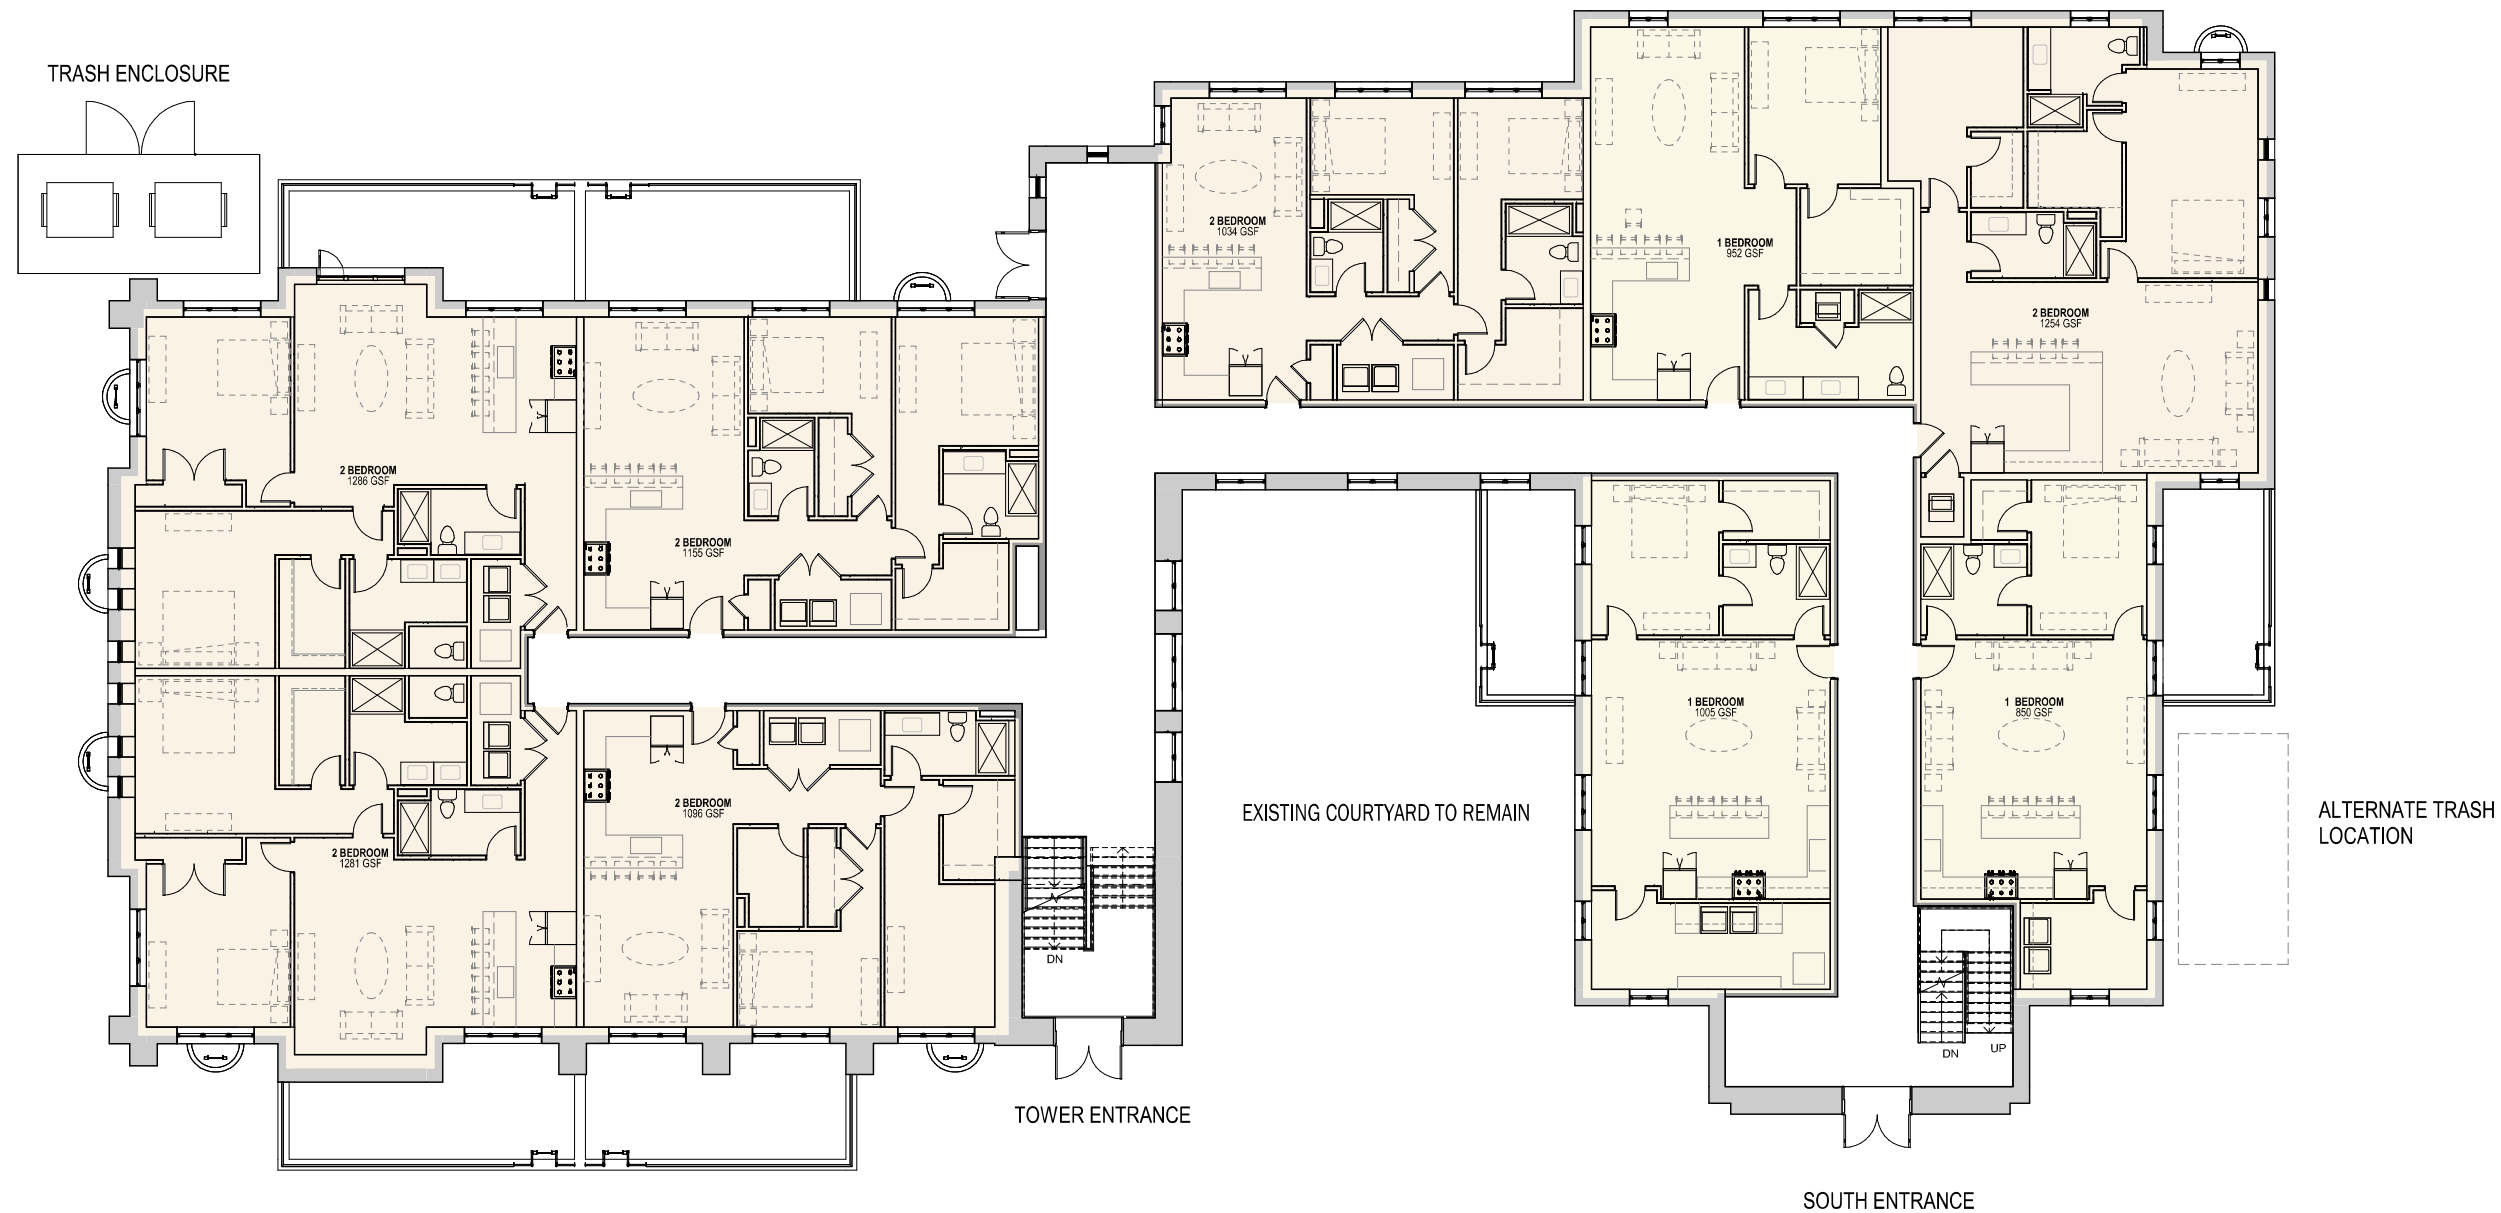 TRASH ENCLOSURE
2 BEDROOM
1034 GSF
1 BEDROOM
952 GSF
2 BEDROOM
1254 GSF
2 BEDROOM
1286 GSF
2 BEDROOM
1155 GSF
1 BEDROOM
1005 GSF
1 BEDROOM
850 GSF
2 BEDROOM
1281 GSF
2 BEDROOM
1096 GSF
EXISTING COURTYARD TO REMAIN
ALTERNATE TRASH
LOCATION
DN
DN
UP
TOWER ENTRANCE
SOUTH ENTRANCE